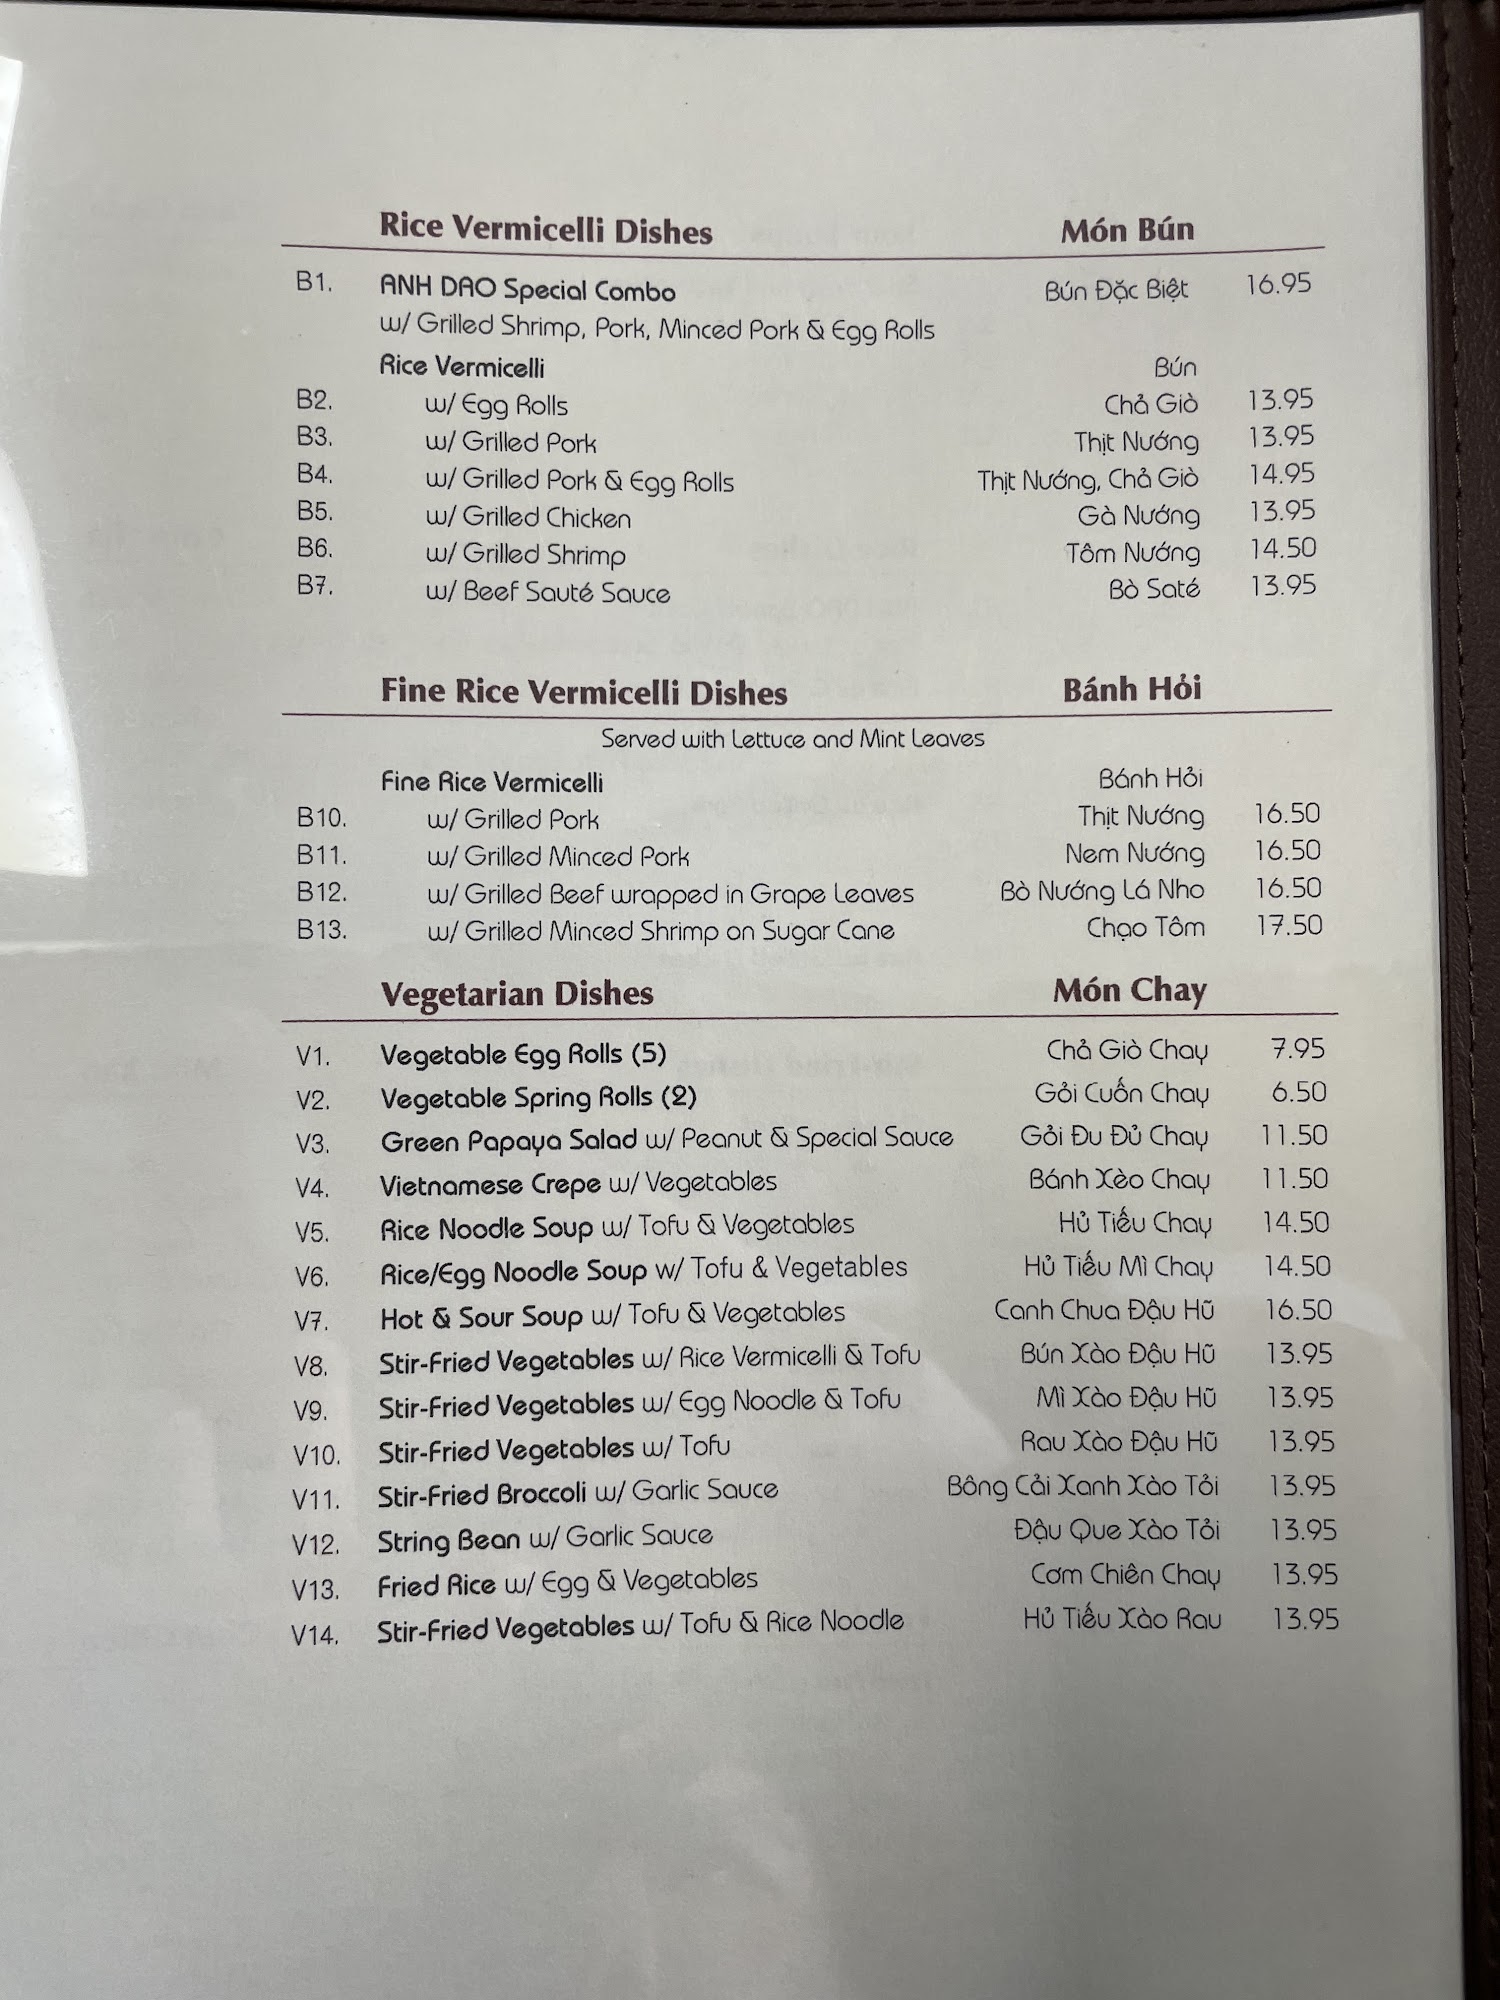 Rice Vermicelli Dishes Món Bún
B1. ANH DAO Special Combo Bún Đặc Biệt 16.95
w/ Grilled Shrimp, Pork, Minced Pork & Egg Rolls
Rice Vermicelli Bún
B2. w/ Egg Rolls Chả Giò 13.95
B3. w/ Grilled Pork Thịt Nướng 13.95
B4. w/ Grilled Pork & Egg Rolls Thịt Nướng, Chả Giò 14.95
B5. w/ Grilled Chicken Gà Nướng 13.95
B6. w/ Grilled Shrimp Tôm Nướng 14.50
B7. w/ Beef Sauté Sauce Bò Saté 13.95
Fine Rice Vermicelli Dishes Bánh Hỏi
Served with Lettuce and Mint Leaves
Fine Rice Vermicelli Bánh Hỏi
B10. w/ Grilled Pork Thịt Nướng 16.50
B11. w/ Grilled Minced Pork Nem Nướng 16.50
B12. w/ Grilled Beef wrapped in Grape Leaves Bò Nướng Lá Nho 16.50
B13. w/ Grilled Minced Shrimp on Sugar Cane Chạo Tôm 17.50
Vegetarian Dishes Món Chay
V1. Vegetable Egg Rolls (5) Chả Giò Chay 7.95
V2. Vegetable Spring Rolls (2) Gỏi Cuốn Chay 6.50
V3. Green Papaya Salad w/ Peanut & Special Sauce Gỏi Đu Đủ Chay 11.50
V4. Vietnamese Crepe w/ Vegetables Bánh Xèo Chay 11.50
V5. Rice Noodle Soup w/ Tofu & Vegetables Hủ Tiếu Chay 14.50
V6. Rice/Egg Noodle Soup w/ Tofu & Vegetables Hủ Tiếu Mì Chay 14.50
V7. Hot & Sour Soup w/ Tofu & Vegetables Canh Chua Đậu Hũ 16.50
V8. Stir-Fried Vegetables w/ Rice Vermicelli & Tofu Bún Xào Đậu Hũ 13.95
V9. Stir-Fried Vegetables w/ Egg Noodle & Tofu Mì Xào Đậu Hũ 13.95
V10. Stir-Fried Vegetables w/ Tofu Rau Xào Đậu Hũ 13.95
V11. Stir-Fried Broccoli w/ Garlic Sauce Bông Cải Xanh Xào Tỏi 13.95
V12. String Bean w/ Garlic Sauce Đậu Que Xào Tỏi 13.95
V13. Fried Rice w/ Egg & Vegetables Cơm Chiên Chay 13.95
V14. Stir-Fried Vegetables w/ Tofu & Rice Noodle Hủ Tiếu Xào Rau 13.95